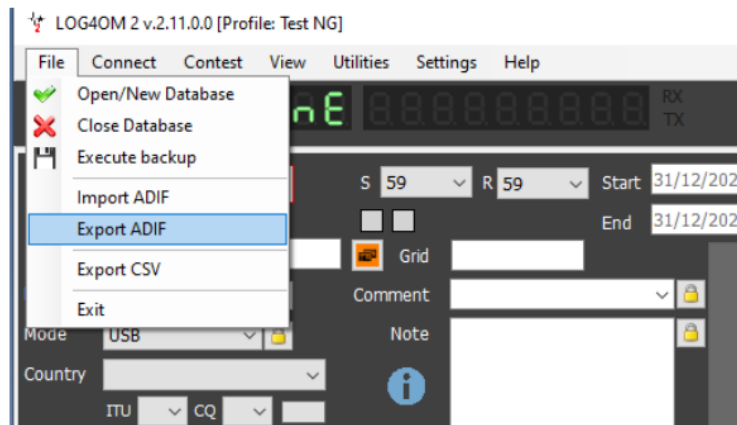 LOG4OM 2 v.2.11.0.0 [Profile: Test NG]
File Connect Contest View Utilities Settings Help
Open/New Database
nE
RX
TX
Close Database
Execute backup
S 59 R 59 Start 31/12/202
Import ADIF
Export ADIF
End 31/12/202
Grid
Export CSV
Comment
Exit
Mode USB Note
Country
ITU CQ